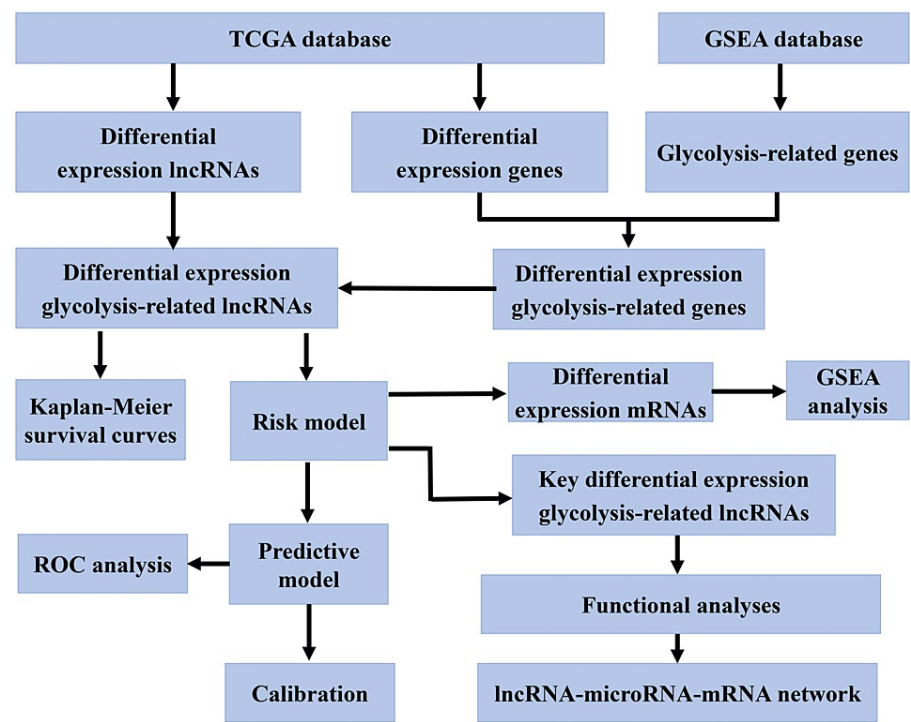 TCGA database
GSEA database
Differential
expression lncRNAs
Differential
expression genes
Glycolysis-related genes
Differential expression
glycolysis-related lncRNAs
Differential expression
glycolysis-related genes
Kaplan-Meier
survival curves
Risk model
Differential
expression mRNAs
GSEA
analysis
Key differential expression
glycolysis-related lncRNAs
ROC analysis
Predictive
model
Functional analyses
Calibration
lncRNA-microRNA-mRNA network